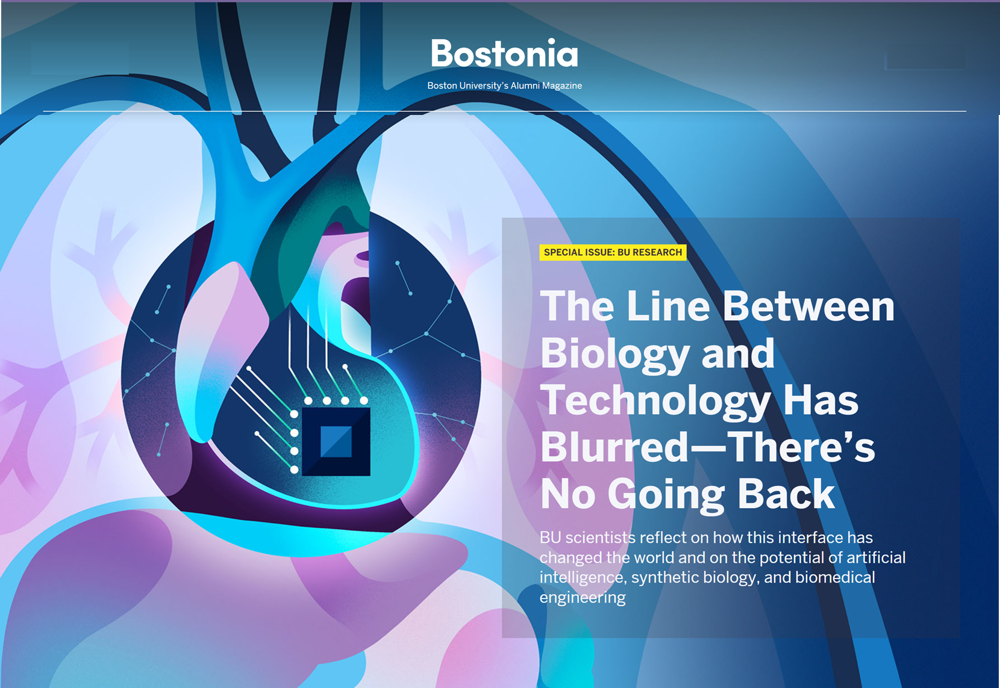 Bostonia
Boston University's Alumni Magazine
SPECIAL ISSUE: BU RESEARCH
The Line Between
Biology and
Technology Has
Blurred—There’s
No Going Back
BU scientists reflect on how this interface has
changed the world and on the potential of artificial
intelligence, synthetic biology, and biomedical
engineering